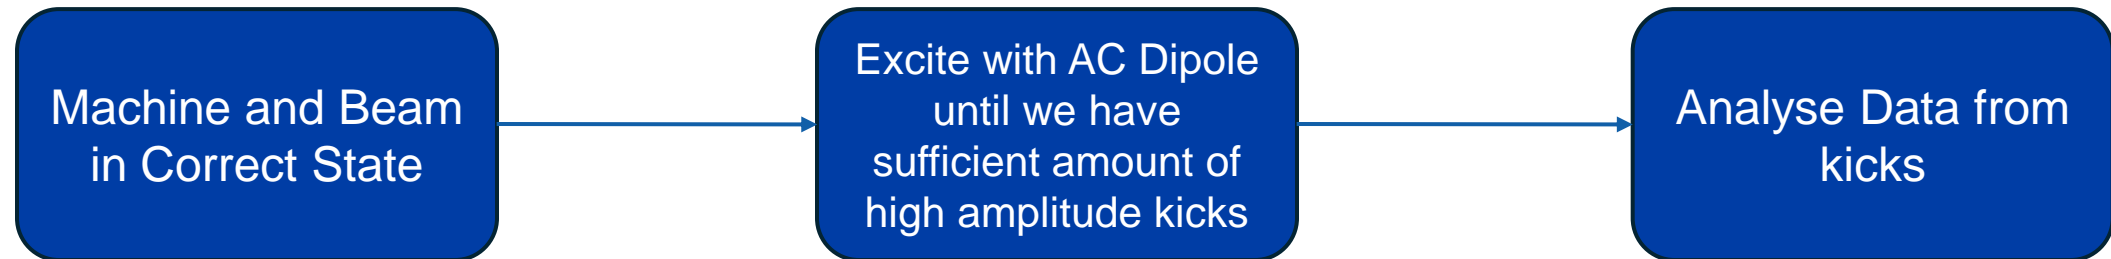 Machine and Beam
in Correct State
Excite with AC Dipole
until we have
sufficient amount of
high amplitude kicks
Analyse Data from
kicks